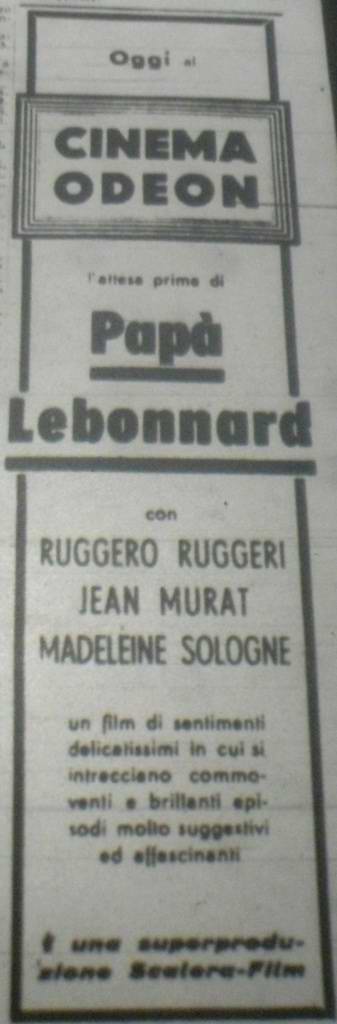 Oggi al
CINEMA
ODEON
l'attesa prima di
Papà
Lebonnard
con
RUGGERO RUGGERI
JEAN MURAT
MADELEINE SOLOGNE
un film di sentimenti
delicatissimi in cui si
intrecciano commo-
venti e brillanti epi-
sodi molto suggestivi
ed affascinanti
è una superprodu-
zione Scalera-Film